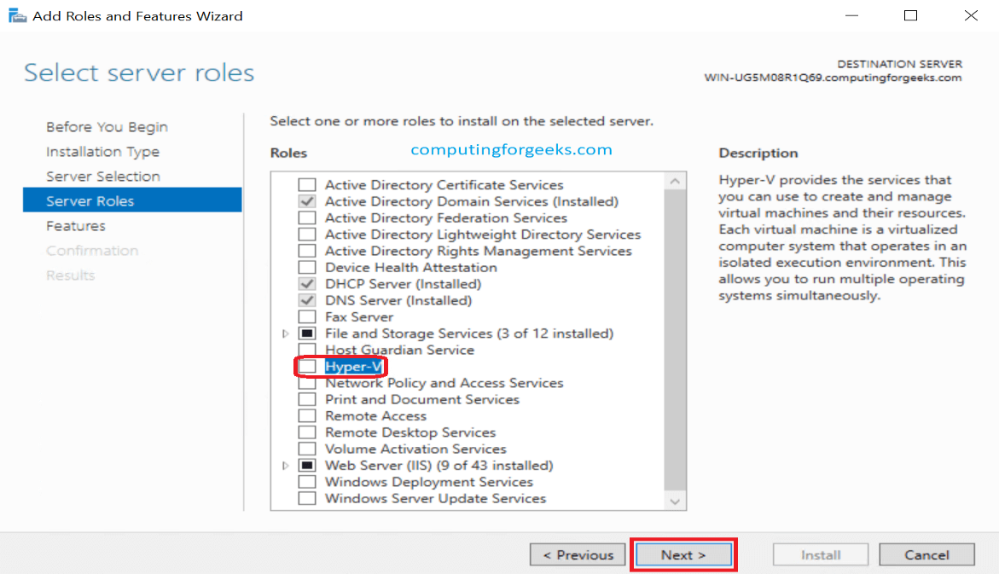 Add Roles and Features Wizard
Select server roles
DESTINATION SERVER
WIN-UG5M08R1Q69.computingforgeeks.com
Before You Begin
Installation Type
Server Selection
Server Roles
Features
Confirmation
Results
Select one or more roles to install on the selected server.
Roles
computingforgeeks.com
Active Directory Certificate Services
Active Directory Domain Services (Installed)
Active Directory Federation Services
Active Directory Lightweight Directory Services
Active Directory Rights Management Services
Device Health Attestation
DHCP Server (Installed)
DNS Server (Installed)
Fax Server
File and Storage Services (3 of 12 installed)
Host Guardian Service
Hyper-V
Network Policy and Access Services
Print and Document Services
Remote Access
Remote Desktop Services
Volume Activation Services
Web Server (IIS) (9 of 43 installed)
Windows Deployment Services
Windows Server Update Services
Description
Hyper-V provides the services that
you can use to create and manage
virtual machines and their resources.
Each virtual machine is a virtualized
computer system that operates in an
isolated execution environment. This
allows you to run multiple operating
systems simultaneously.
< Previous
Next >
Install
Cancel